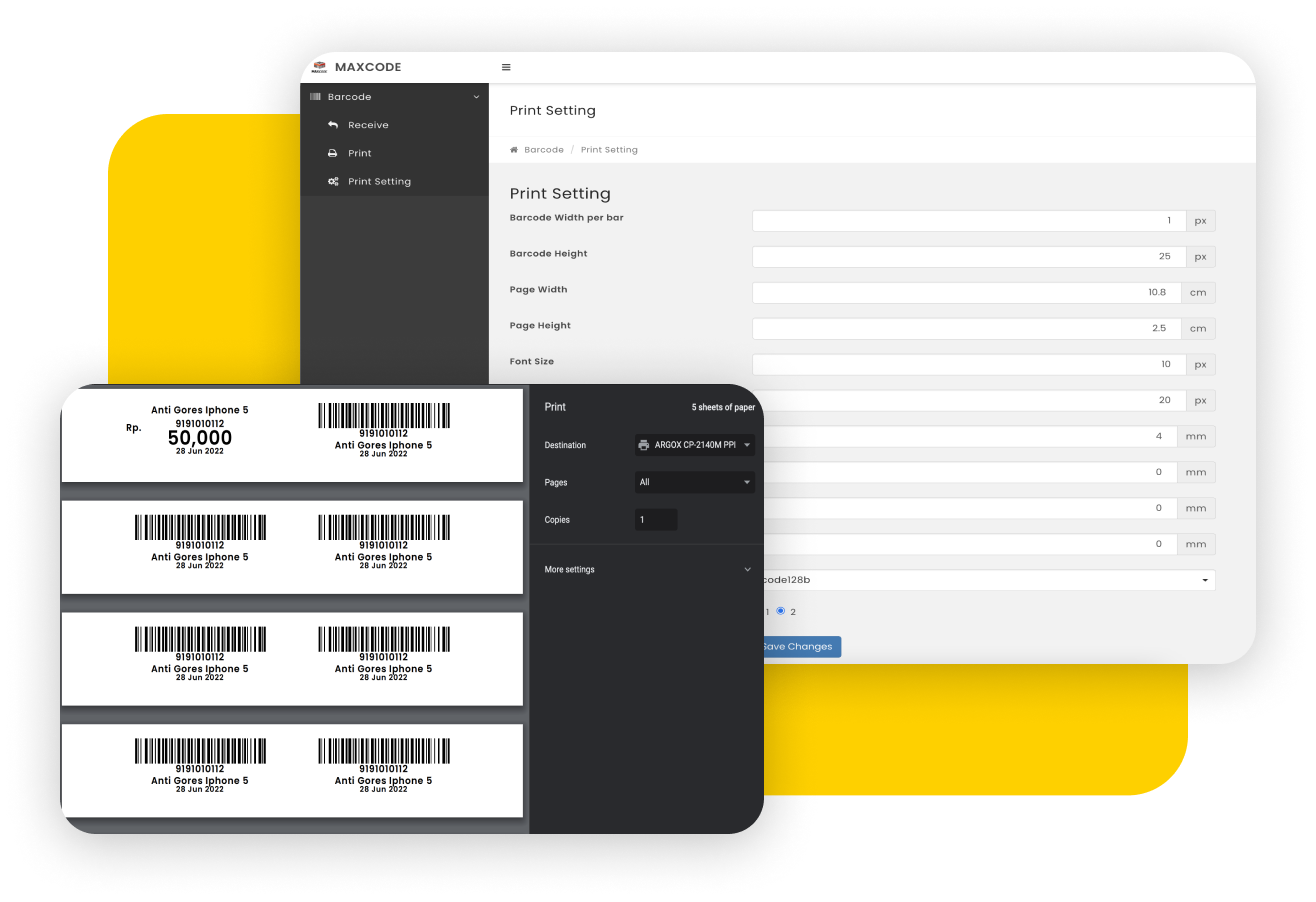 MAXCODE
MAXCODE
Barcode
Receive
Print
Print Setting
Print Setting
Barcode / Print Setting
Print Setting
Barcode Width per bar 1 px
Barcode Height 25 px
Page Width 10.8 cm
Page Height 2.5 cm
Font Size 10 px
20 px
4 mm
0 mm
0 mm
0 mm
code128b
1 2
Save Changes
Anti Gores Iphone 5
9191010112
Rp. 50,000
28 Jun 2022
9191010112
Anti Gores Iphone 5
28 Jun 2022
9191010112
Anti Gores Iphone 5
28 Jun 2022
9191010112
Anti Gores Iphone 5
28 Jun 2022
9191010112
Anti Gores Iphone 5
28 Jun 2022
9191010112
Anti Gores Iphone 5
28 Jun 2022
9191010112
Anti Gores Iphone 5
28 Jun 2022
9191010112
Anti Gores Iphone 5
28 Jun 2022
Print 5 sheets of paper
Destination ARGOX CP-2140M PPI
Pages All
Copies 1
More settings